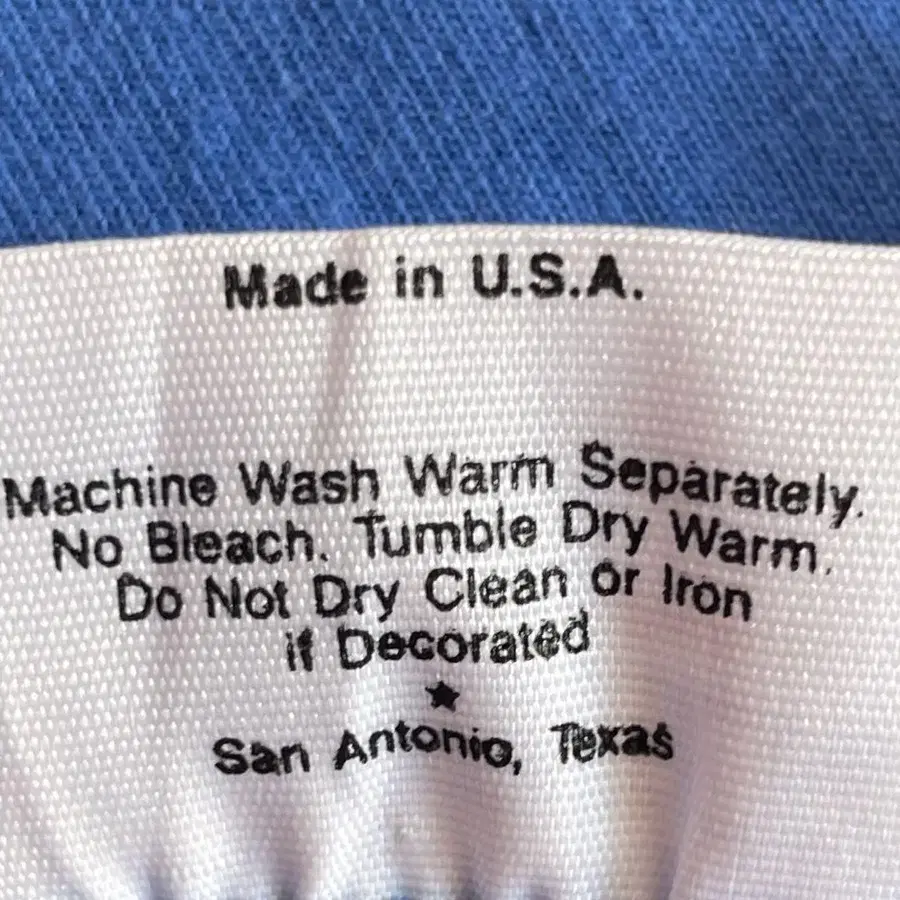 Made in U.S.A.
Machine Wash Warm Separately.
No Bleach. Tumble Dry Warm.
Do Not Dry Clean or Iron
if Decorated
★
San Antonio, Texas